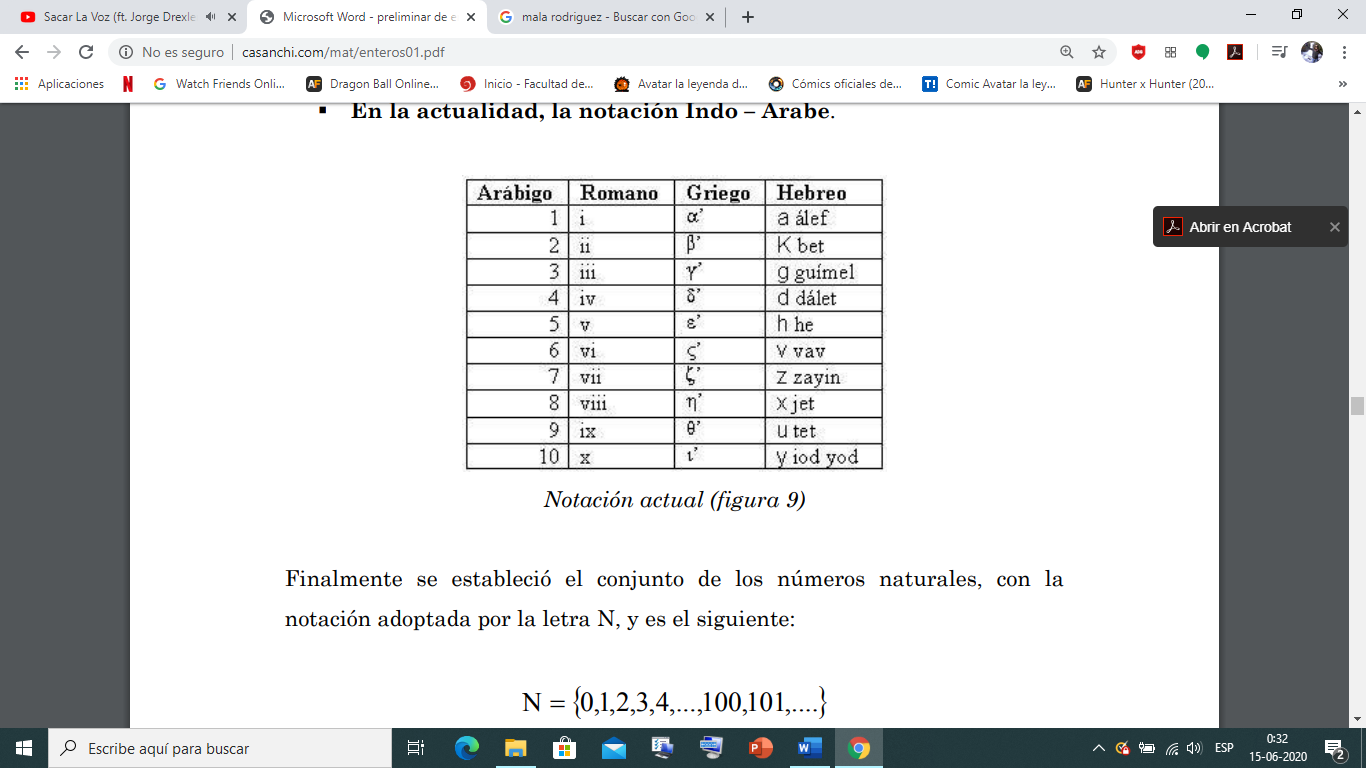 Sacar La Voz (ft. Jorge Drexle
Microsoft Word - preliminar de e
mala rodriguez - Buscar con Goo
No es seguro | casanchi.com/mat/enteros01.pdf
Aplicaciones
Watch Friends Onli...
Dragon Ball Online...
Inicio - Facultad de...
Avatar la leyenda d...
Cómics oficiales de...
Comic Avatar la ley...
Hunter x Hunter (20...
»
▪ En la actualidad, la notación Indo – Arabe.
Arábigo Romano Griego Hebreo
1 i α’ a álef
2 ii β’ K bet
3 iii γ’ g guímel
4 iv δ’ d dálet
5 v ε’ h he
6 vi ς’ v vav
7 vii ζ’ z zayin
8 viii η’ x jet
9 ix θ’ u tet
10 x ι’ y iod yod
Abrir en Acrobat
Notación actual (figura 9)
Finalmente se estableció el conjunto de los números naturales, con la
notación adoptada por la letra N, y es el siguiente:
N = {0,1,2,3,4,...,100,101,....}
Escribe aquí para buscar
ESP
0:32
15-06-2020
2